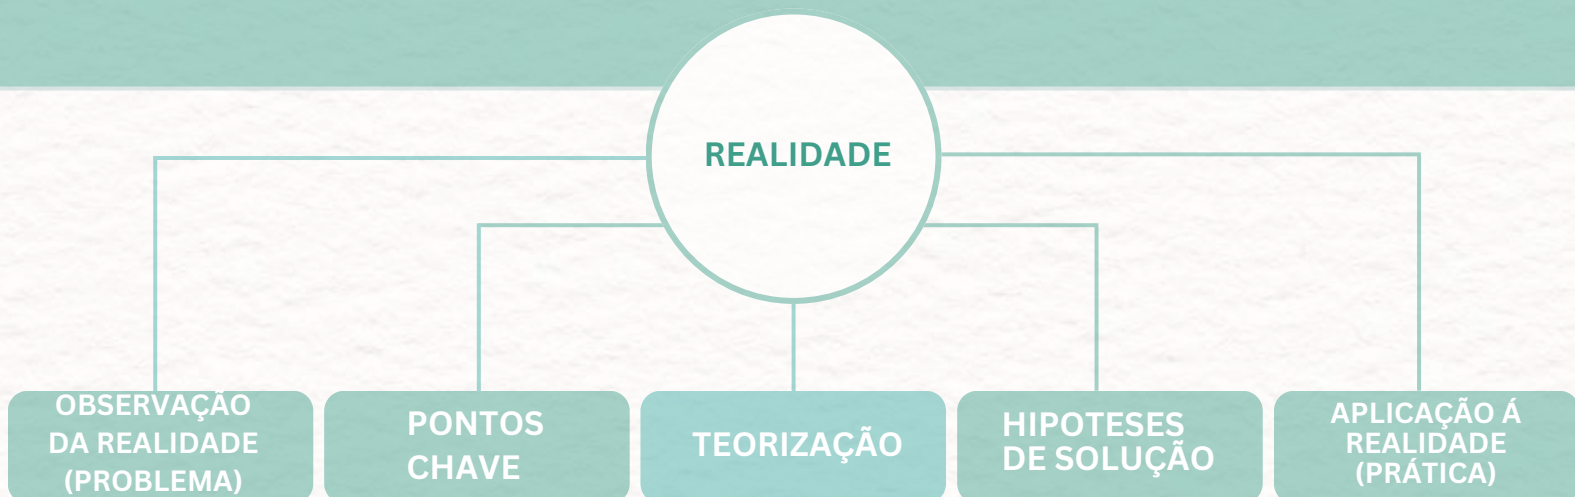 REALIDADE
OBSERVAÇÃO
DA REALIDADE
(PROBLEMA)
PONTOS
CHAVE
TEORIZAÇÃO
HIPOTESES
DE SOLUÇÃO
APLICAÇÃO Á
REALIDADE
(PRÁTICA)